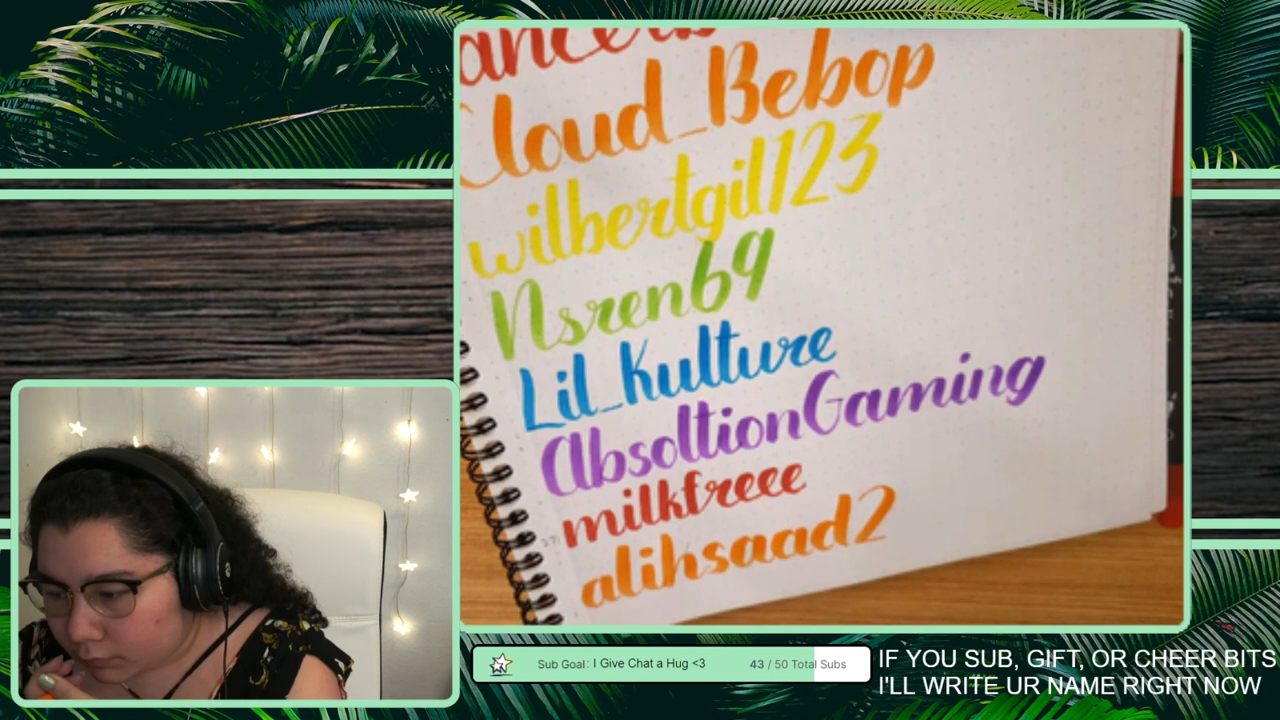 Cloud_Bebop
wilbertgil123
Nsren69
Lil_Kulture
AbsoltionGaming
milkfreee
alihsaad2
Sub Goal: I Give Chat a Hug <3
43 / 50 Total Subs
IF YOU SUB, GIFT, OR CHEER BITS
I'LL WRITE UR NAME RIGHT NOW